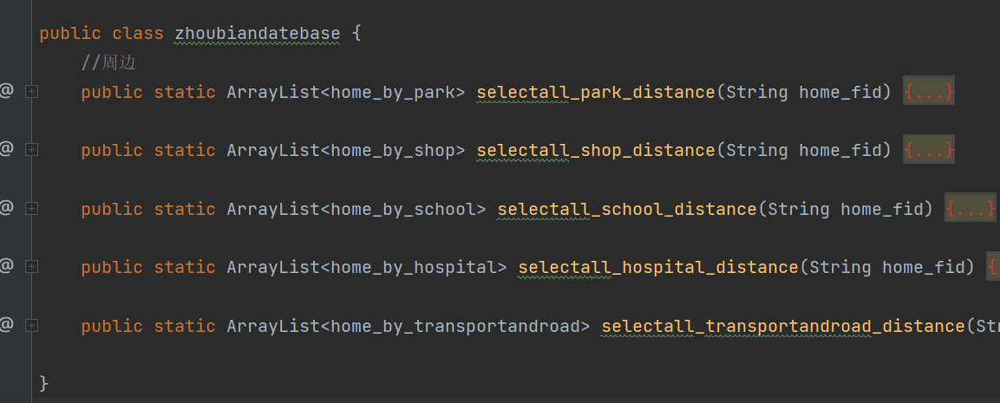 public class zhoubiandatebase {
//周边
@ public static ArrayList<home_by_park> selectall_park_distance(String home_fid) {...}
@ public static ArrayList<home_by_shop> selectall_shop_distance(String home_fid) {...}
@ public static ArrayList<home_by_school> selectall_school_distance(String home_fid) {...}
@ public static ArrayList<home_by_hospital> selectall_hospital_distance(String home_fid) {
@ public static ArrayList<home_by_transportandroad> selectall_transportandroad_distance(Str
}